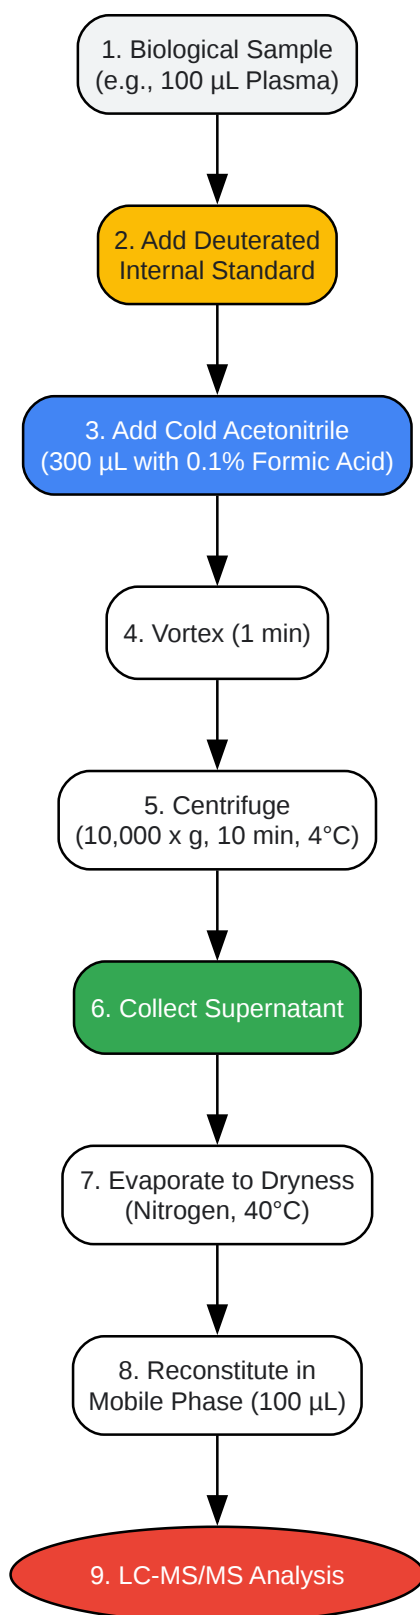 1. Biological Sample
(e.g., 100 µL Plasma)
2. Add Deuterated
Internal Standard
3. Add Cold Acetonitrile
(300 µL with 0.1% Formic Acid)
4. Vortex (1 min)
5. Centrifuge
(10,000 x g, 10 min, 4°C)
6. Collect Supernatant
7. Evaporate to Dryness
(Nitrogen, 40°C)
8. Reconstitute in
Mobile Phase (100 µL)
9. LC-MS/MS Analysis